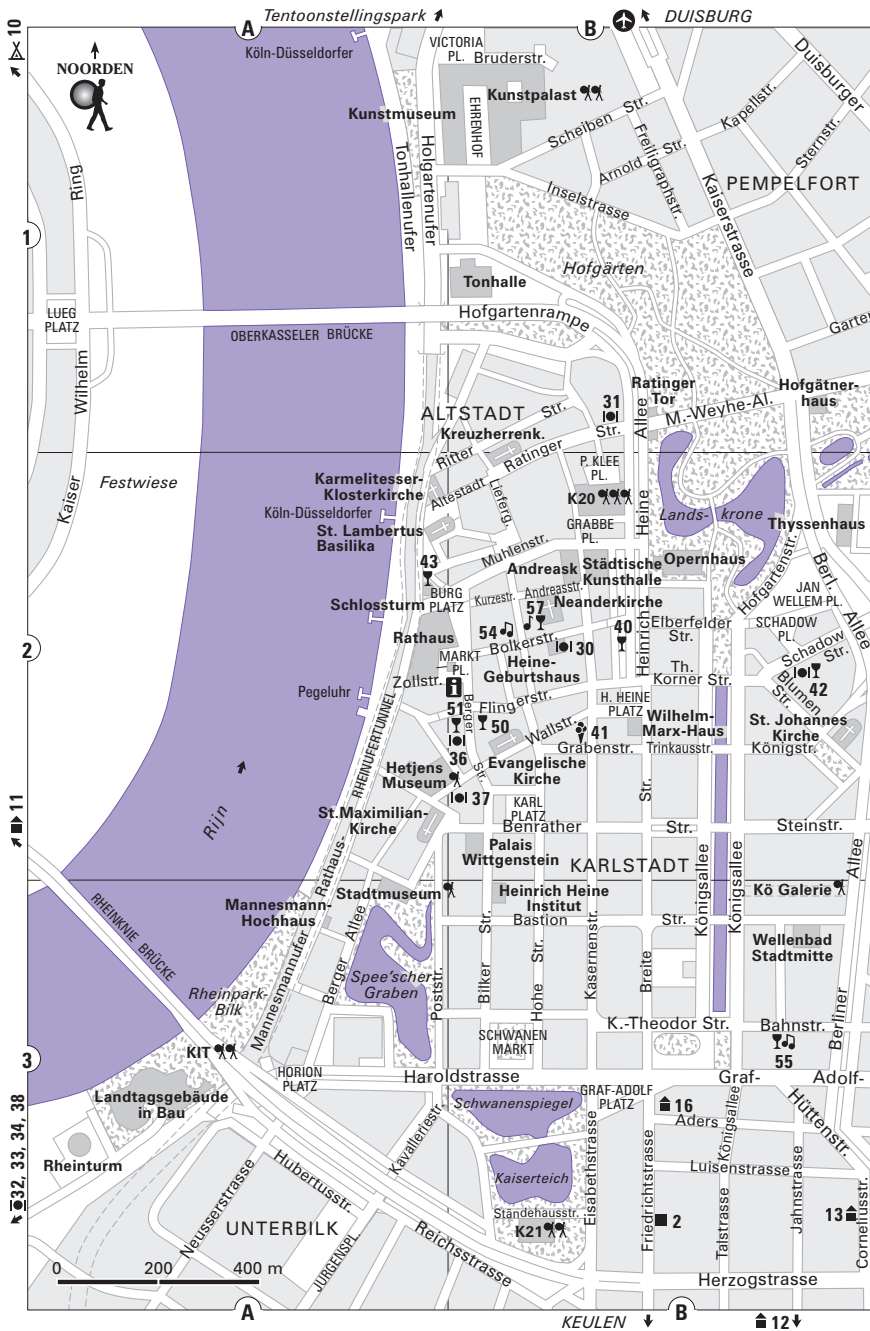 Tentoonstellingspark
DUISBURG
A
B
10
NOORDEN
Köln-Düsseldorfer
VICTORIA
PL.
Bruderstr.
Kunstpalast
EHRENHOF
Kunstmuseum
Tonhallenufer
Holgartenufer
Scheiben Str.
Freiligraphstr.
Arnold Str.
Kapellstr.
Duisburger
Sternstr.
PEMPELFORT
Kaiserstrasse
Inselstrasse
Ring
1
Hofgärten
Tonhalle
Hofgartenrampe
LUEG
PLATZ
OBERKASSELER BRÜCKE
Garten
Wilhelm
Kaiser
Ratinger
Tor
Hofgätner-
haus
M.-Weyhe-Al.
31
Allee
ALTSTADT
Kreuzherrenk.
Ritter Str.
Ratinger Str.
Festwiese
Karmelitesser-
Klosterkirche
Altestadt
Lieferg.
P. KLEE
PL.
K20
GRABBE
PL.
Heine
Lands-
krone
Thyssenhaus
Köln-Düsseldorfer
St. Lambertus
Basilika
Muhlenstr.
43
BURG
PLATZ
Andreask
Städtische
Kunsthalle
Opernhaus
Hofgartenstr.
Berl. Allee
JAN
WELLEM PL.
Schlossturm
Kurzestr.
Andreasstr.
57
Neanderkirche
Elberfelder
Str.
SCHADOW
PL.
2
Rathaus
54
Bolkerstr.
30
40
Heinrich
Schadow Str.
Heine-
Geburtshaus
MARKT
PL.
Zollstr.
Th.
Korner Str.
Blumen Str.
42
Pegeluhr
51
Berger Str.
Flingerstr.
50
H. HEINE
PLATZ
Wilhelm-
Marx-Haus
St. Johannes
Kirche
Wallstr.
41
36
Grabenstr.
Trinkausstr.
Königstr.
Evangelische
Kirche
RHEINUFERTUNNEL
Hetjens
Museum
Str.
37
KARL
PLATZ
11
Rijn
St.Maximilian-
Kirche
Benrather Str.
Steinstr.
Palais
Wittgenstein
KARLSTADT
Allee
Rathaus-
Stadtmuseum
Heinrich Heine
Institut
Königsallee
Königsallee
Kö Galerie
Mannesmann-
Hochhaus
Bastion Str.
RHEINKNIE BRÜCKE
Mannesmannufer
Berger Allee
Wellenbad
Stadtmitte
Spee'scher
Graben
Poststr.
Bilker Str.
Hohe Str.
Kasernenstr.
Breite
Rheinpark-
Bilk
K.-Theodor Str.
Bahnstr.
Berliner
SCHWANEN
MARKT
55
3
KIT
HORION
PLATZ
Haroldstrasse
Graf-
Adolf-
Landtagsgebäude
in Bau
Schwanenspiegel
GRAF-ADOLF
PLATZ
16
Aders
Königsallee
Hüttenstr.
32, 33, 34, 38
Kavalleriestr.
Rheinturm
Luisenstrasse
Kaiserteich
Elsabethstrasse
Hubertusstr.
Neusserstrasse
Friedrichtstrasse
Talstrasse
Jahnstrasse
Corneliusstr.
Ständehausstr.
K21
2
13
UNTERBILK
JURGENSPL.
Reichsstrasse
0 200 400 m
Herzogstrasse
A
B
KEULEN
12